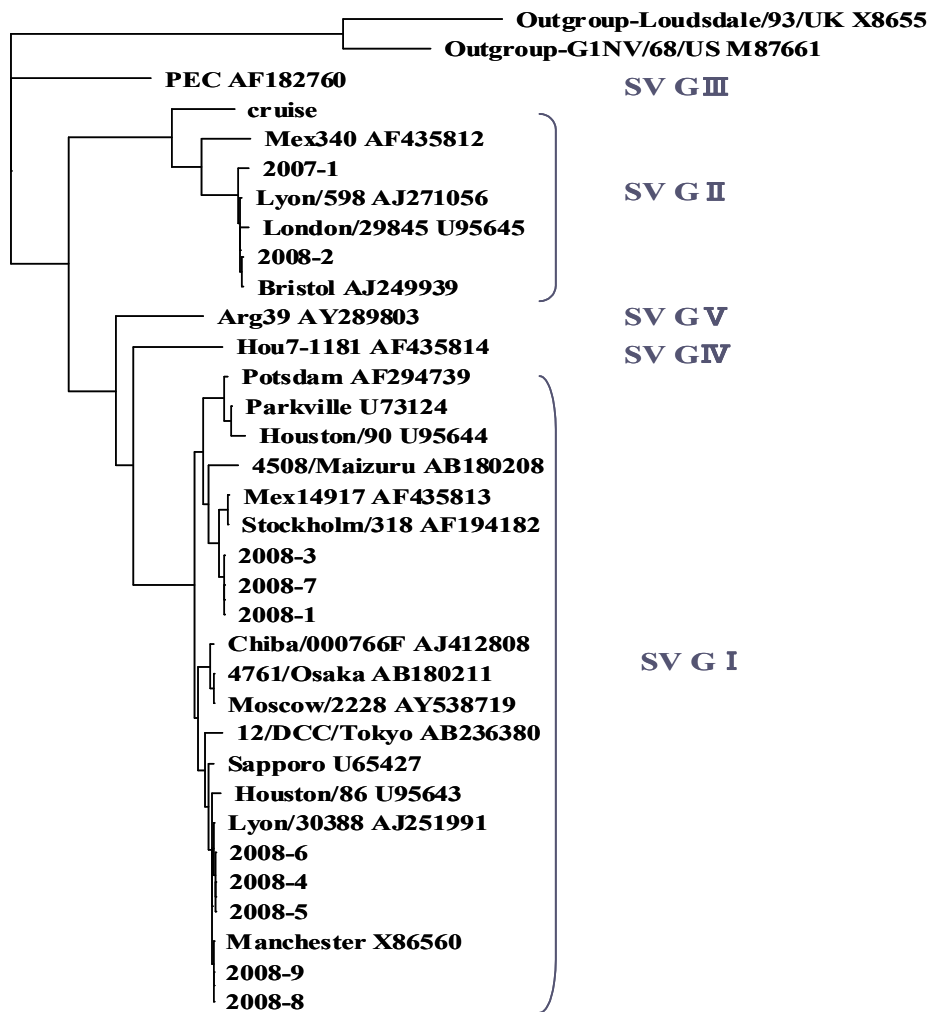 Outgroup-Loudsdale/93/UK X8655
Outgroup-G1NV/68/US M87661
PEC AF182760
SV GⅢ
cruise
Mex340 AF435812
2007-1
Lyon/598 AJ271056
SV GⅡ
London/29845 U95645
2008-2
Bristol AJ249939
Arg39 AY289803
SV GⅤ
Hou7-1181 AF435814
SV GⅣ
Potsdam AF294739
Parkville U73124
Houston/90 U95644
4508/Maizuru AB180208
Mex14917 AF435813
Stockholm/318 AF194182
2008-3
2008-7
2008-1
Chiba/000766F AJ412808
SV GⅠ
4761/Osaka AB180211
Moscow/2228 AY538719
12/DCC/Tokyo AB236380
Sapporo U65427
Houston/86 U95643
Lyon/30388 AJ251991
2008-6
2008-4
2008-5
Manchester X86560
2008-9
2008-8